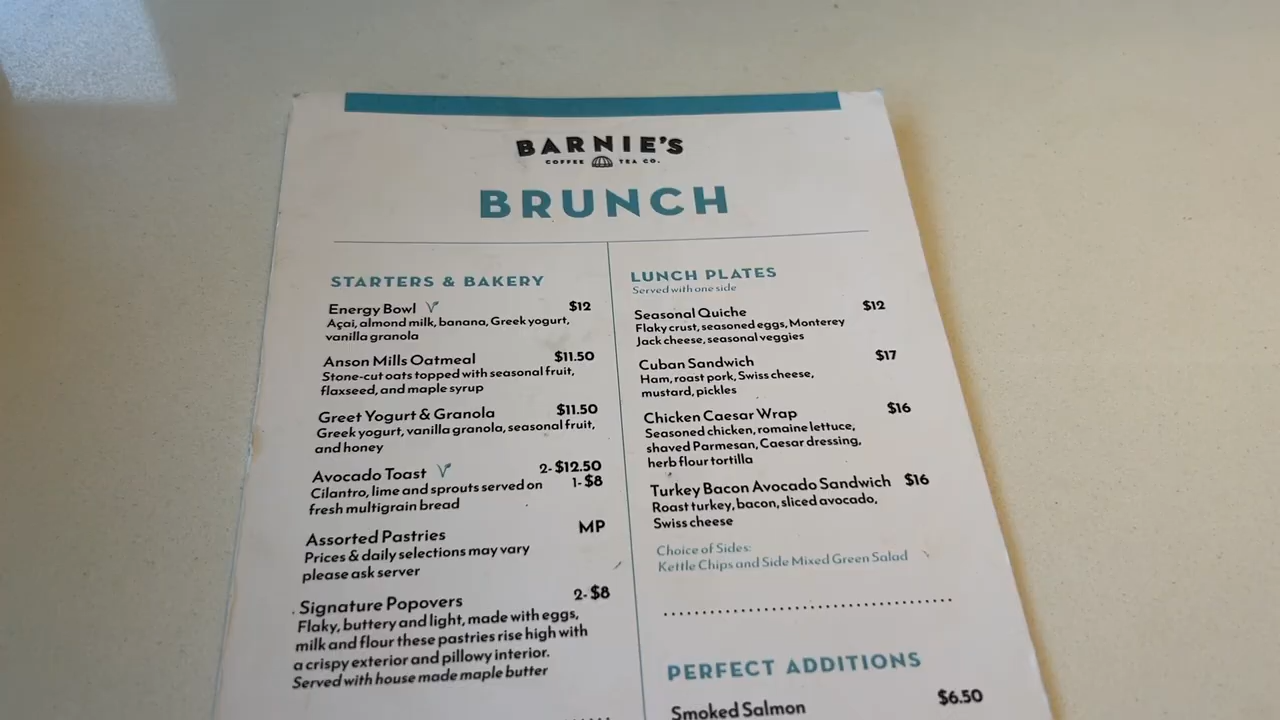 BARNIE'S
COFFEE TEA CO.
BRUNCH
STARTERS & BAKERY
Energy Bowl $12
Açai, almond milk, banana, Greek yogurt,
vanilla granola
Anson Mills Oatmeal $11.50
Stone-cut oats topped with seasonal fruit,
flaxseed, and maple syrup
Greet Yogurt & Granola $11.50
Greek yogurt, vanilla granola, seasonal fruit,
and honey
Avocado Toast 2- $12.50
Cilantro, lime and sprouts served on 1- $8
fresh multigrain bread
Assorted Pastries MP
Prices & daily selections may vary
please ask server
Signature Popovers 2- $8
Flaky, buttery and light, made with eggs,
milk and flour these pastries rise high with
a crispy exterior and pillowy interior.
Served with house made maple butter
LUNCH PLATES
Served with one side
Seasonal Quiche $12
Flaky crust, seasoned eggs, Monterey
Jack cheese, seasonal veggies
Cuban Sandwich $17
Ham, roast pork, Swiss cheese,
mustard, pickles
Chicken Caesar Wrap $16
Seasoned chicken, romaine lettuce,
shaved Parmesan, Caesar dressing,
herb flour tortilla
Turkey Bacon Avocado Sandwich $16
Roast turkey, bacon, sliced avocado,
Swiss cheese
Choice of Sides:
Kettle Chips and Side Mixed Green Salad
PERFECT ADDITIONS
Smoked Salmon $6.50